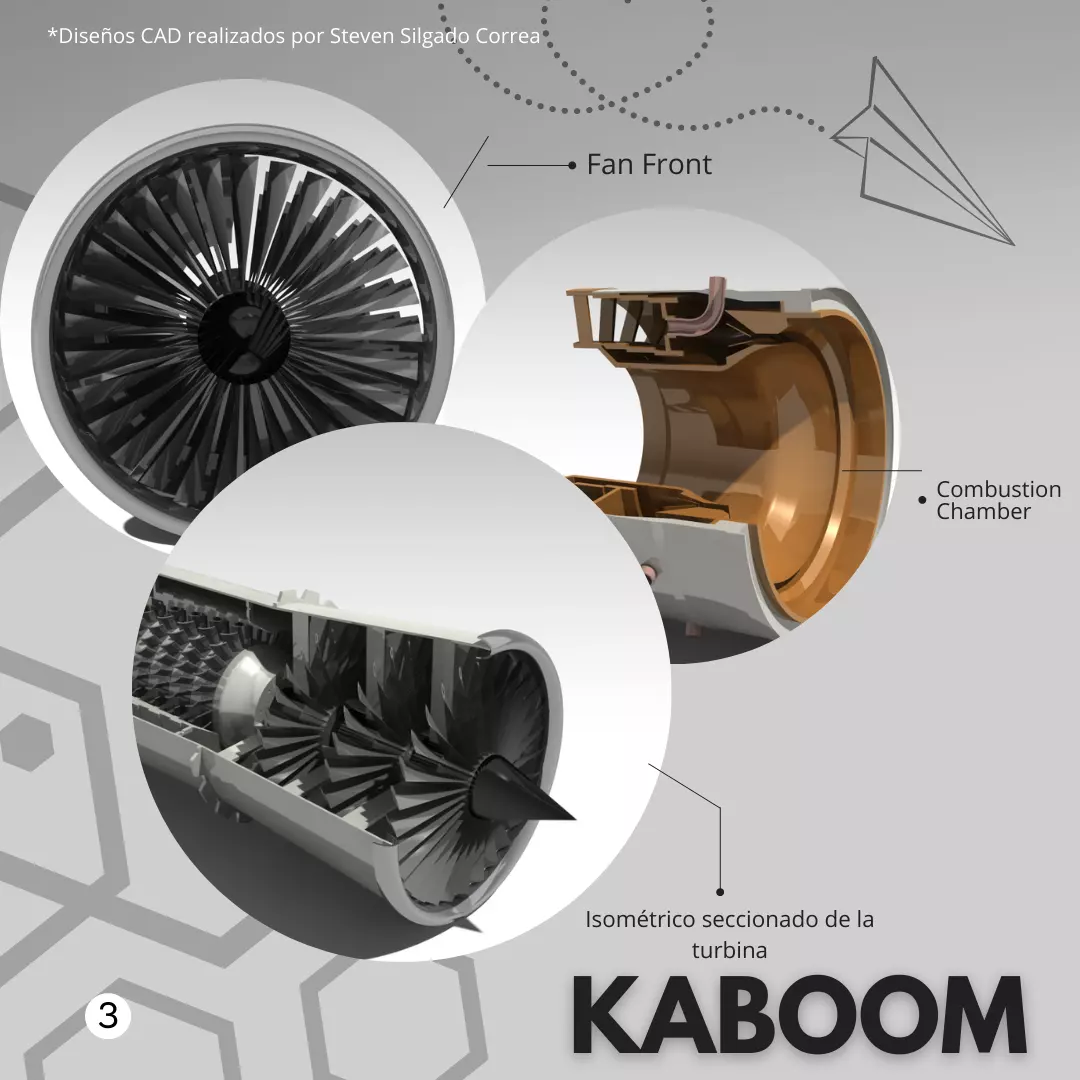 *Diseños CAD realizados por Steven Silgado Correa
Fan Front
Combustion
Chamber
Isométrico seccionado de la
turbina
KABOOM
3